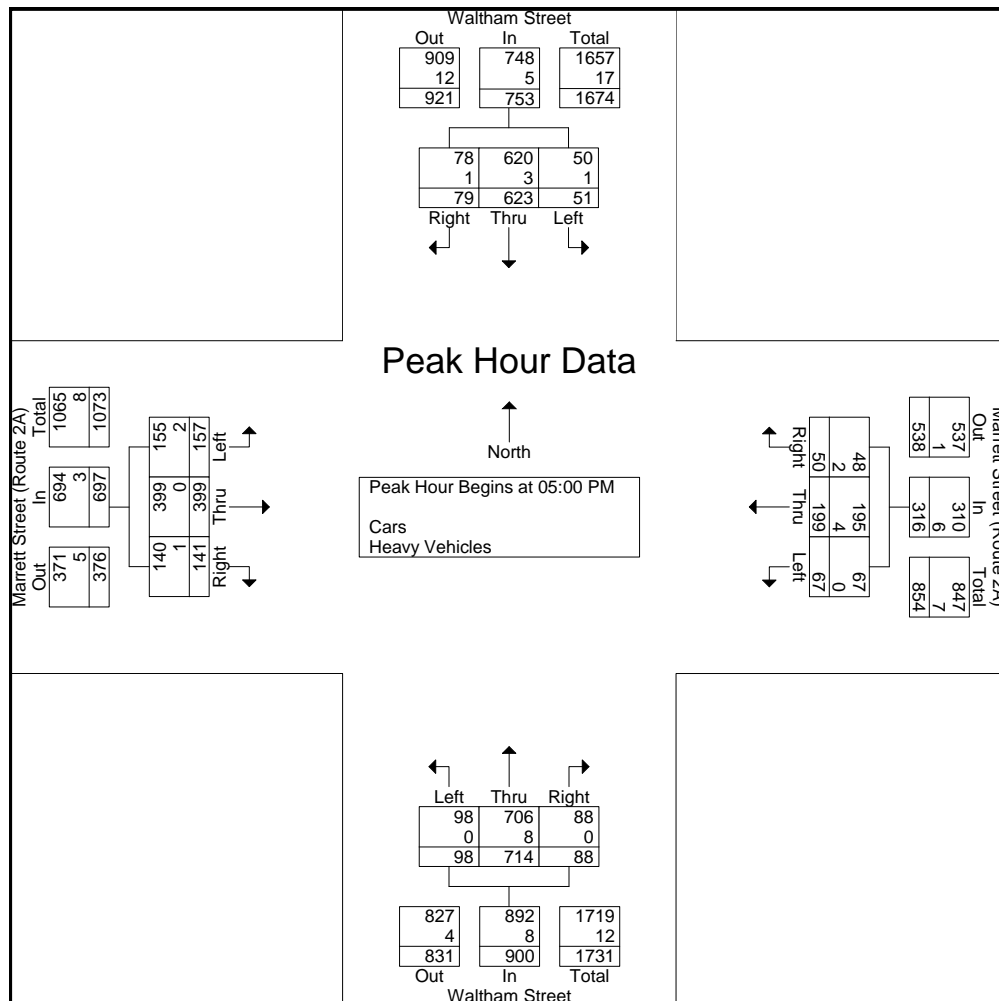 Waltham Street
Out In Total
909 748 1657
12 5 17
921 753 1674
78 620 50
1 3 1
79 623 51
Right Thru Left
Peak Hour Data
North
Peak Hour Begins at 05:00 PM
Cars
Heavy Vehicles
Marrett Street (Route 2A)
Out In Total
371 694 1065
5 3 8
376 697 1073
140 399 155
1 0 2
141 399 157
Right Thru Left
Marrett Street (Route 2A)
Out In Total
537 310 847
1 6 7
538 316 854
48 195 67
2 4 0
50 199 67
Right Thru Left
Left Thru Right
98 706 88
0 8 0
98 714 88
827 892 1719
4 8 12
831 900 1731
Out In Total
Waltham Street